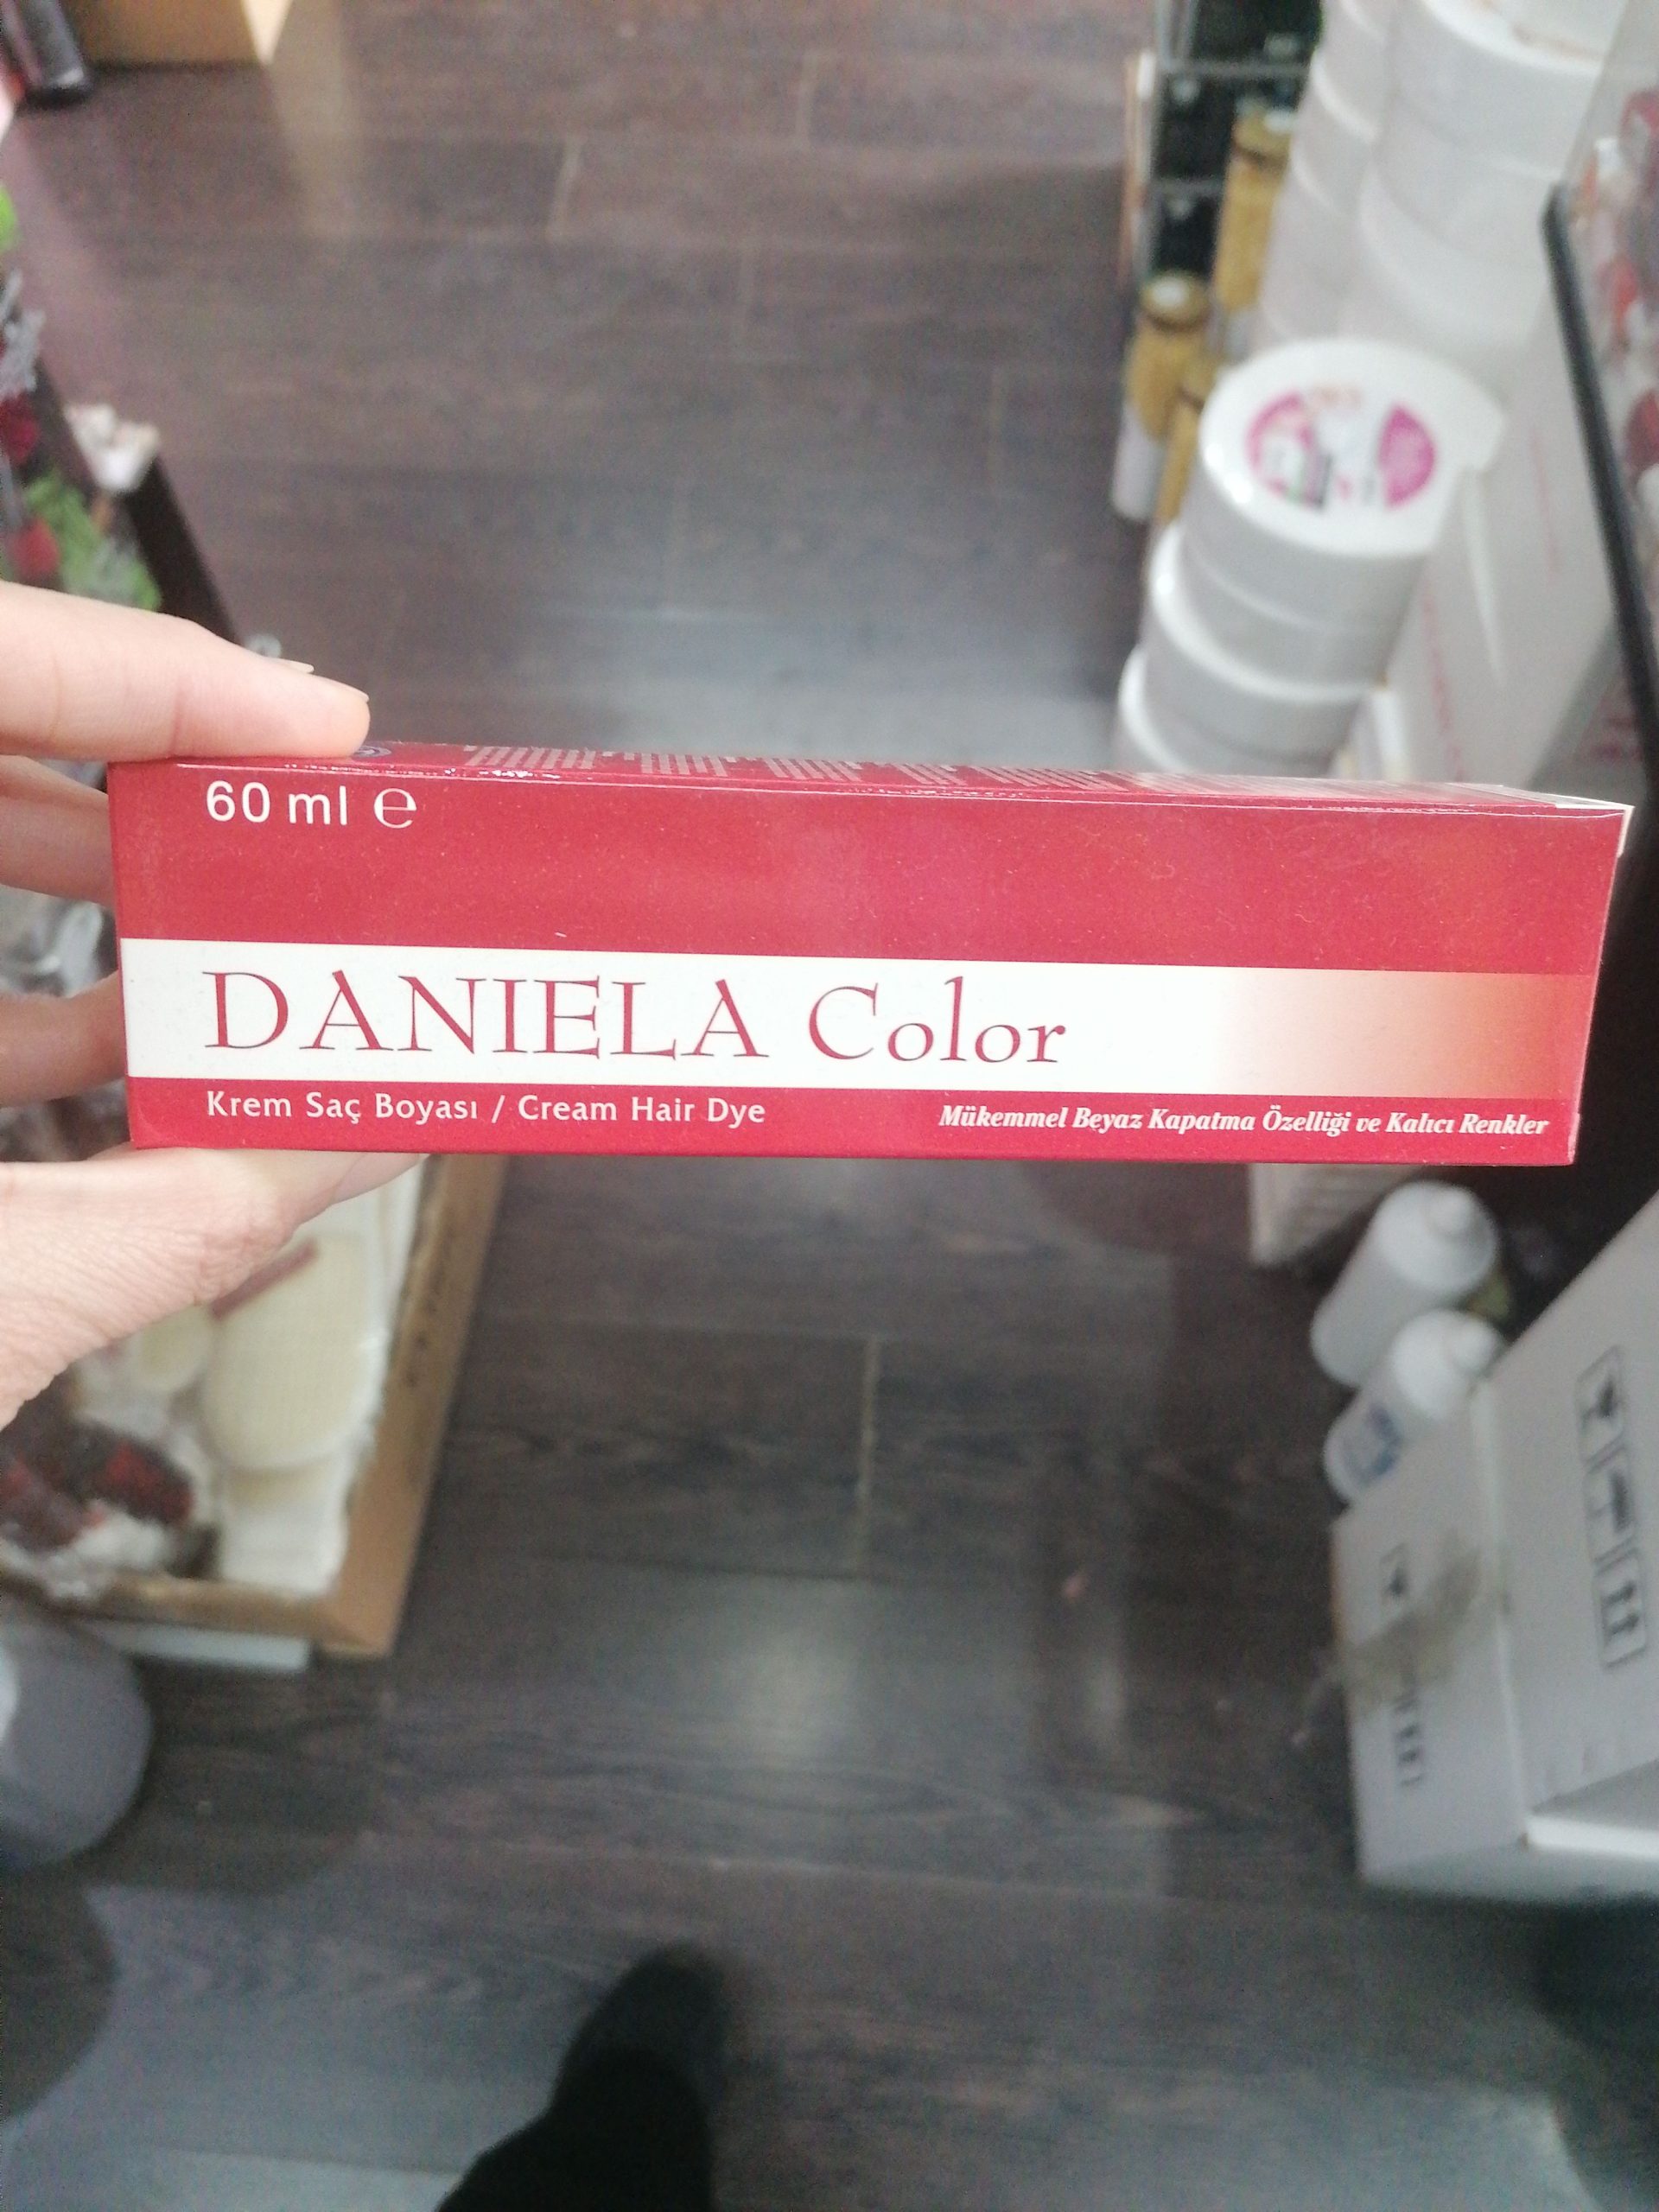 60 ml ℮
DANIELA Color
Krem Saç Boyası / Cream Hair Dye
Mükemmel Beyaz Kapatma Özelliği ve Kalıcı Renkler